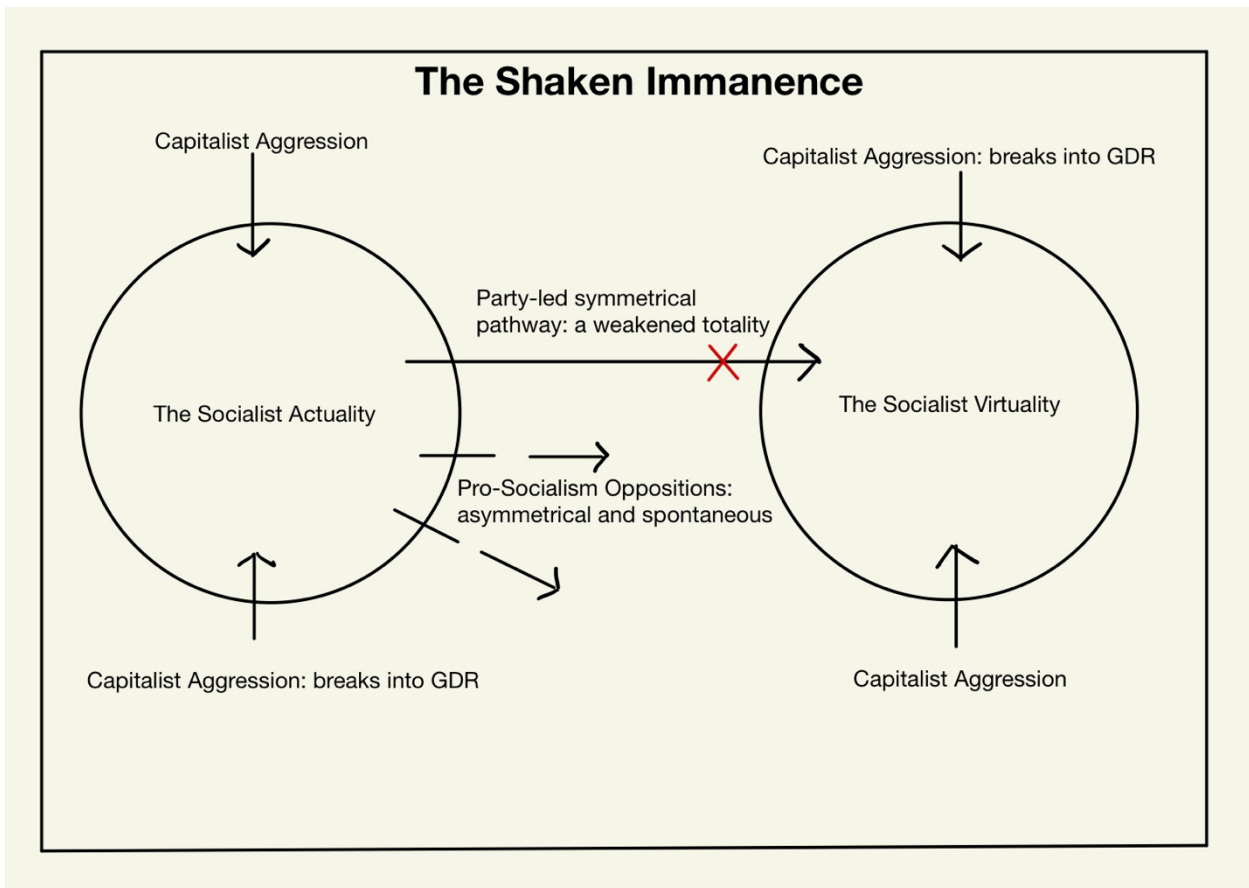 The Shaken Immanence
Capitalist Aggression
Capitalist Aggression: breaks into GDR
Party-led symmetrical
pathway: a weakened totality
The Socialist Actuality
The Socialist Virtuality
Pro-Socialism Oppositions:
asymmetrical and spontaneous
Capitalist Aggression: breaks into GDR
Capitalist Aggression